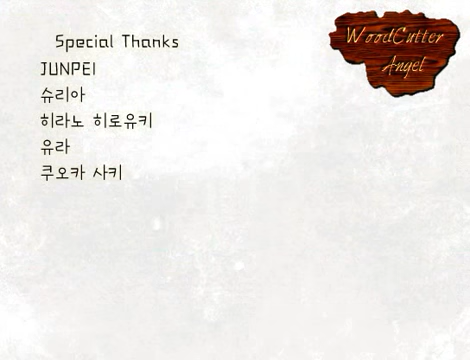 Special Thanks
JUNPEI
슈리아
히라노 히로유키
유라
쿠오카 사키
WoodCutter
Angel